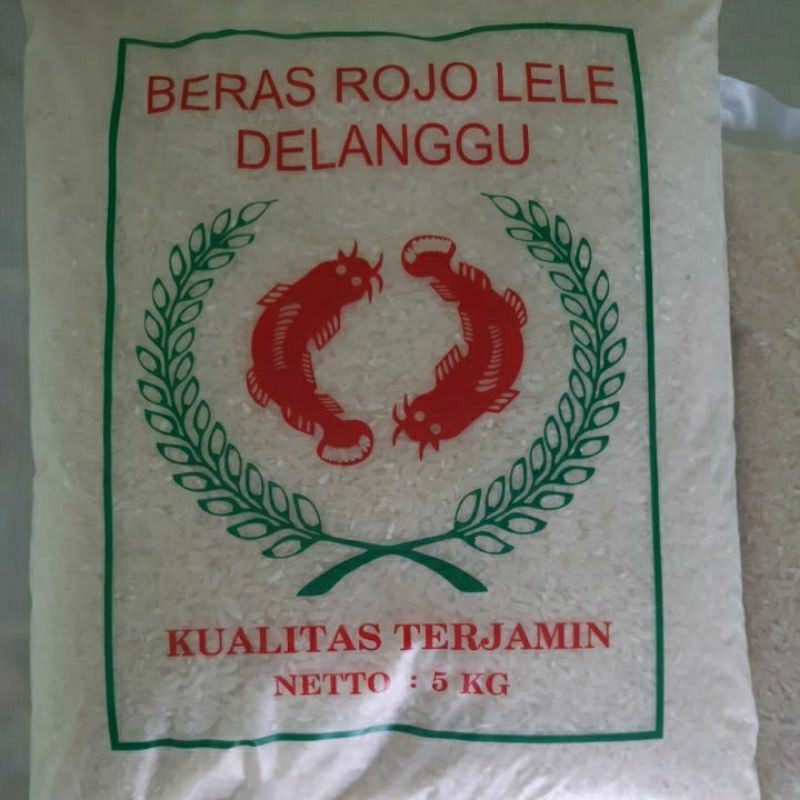 BERAS ROJO LELE
DELANGGU
KUALITAS TERJAMIN
NETTO : 5 KG